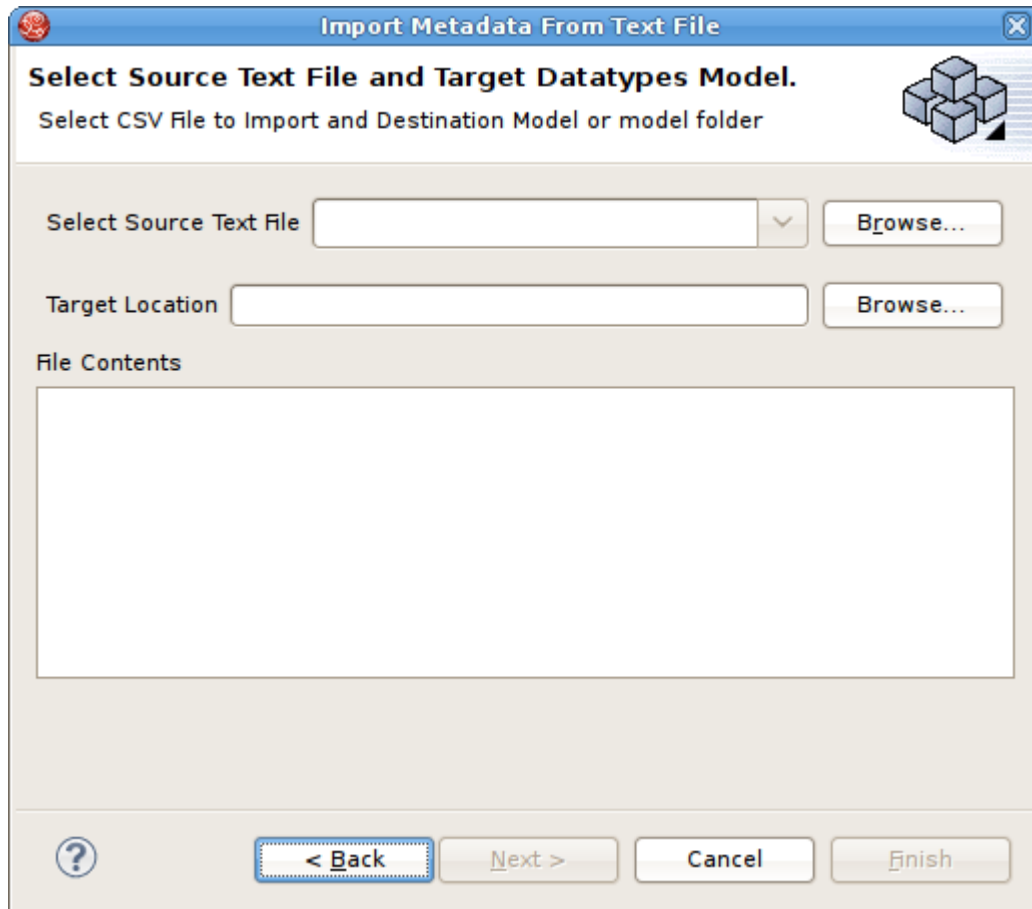 Import Metadata From Text File
Select Source Text File and Target Datatypes Model.
Select CSV File to Import and Destination Model or model folder
Select Source Text File
Browse...
Target Location
Browse...
File Contents
?
< Back
Next >
Cancel
Finish